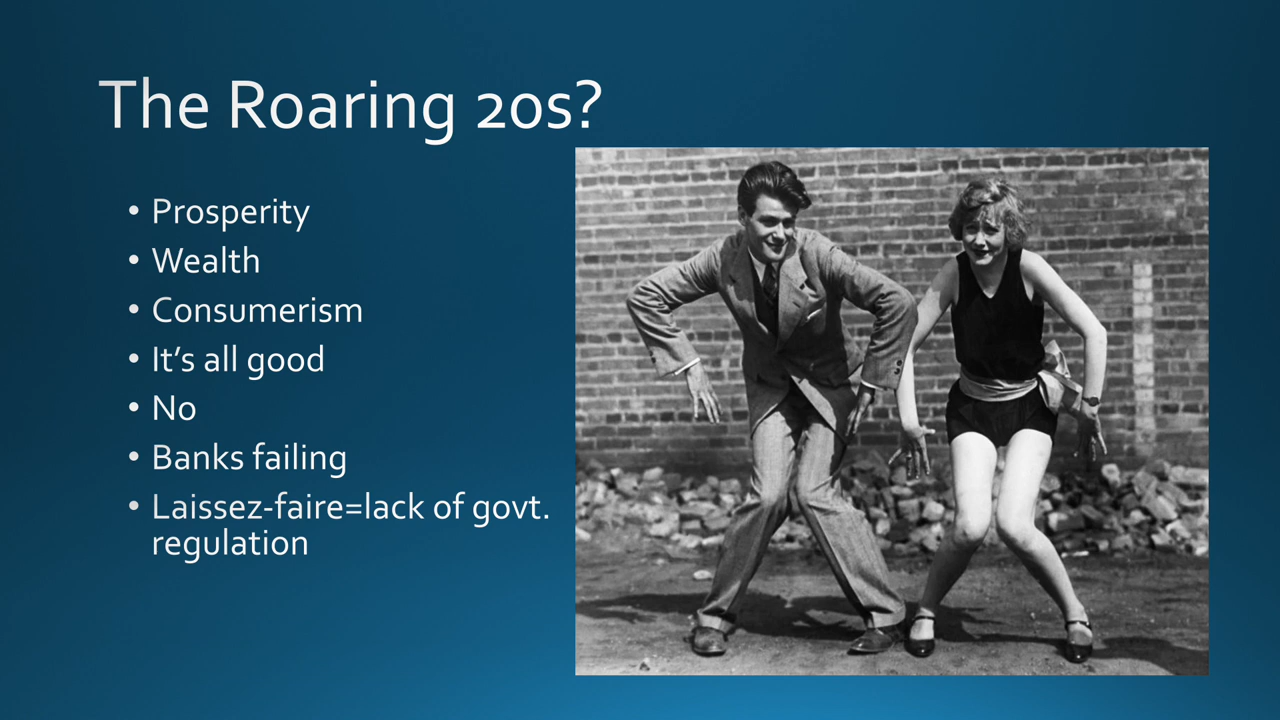 The Roaring 20s?
• Prosperity
• Wealth
• Consumerism
• It’s all good
• No
• Banks failing
• Laissez-faire=lack of govt.
regulation